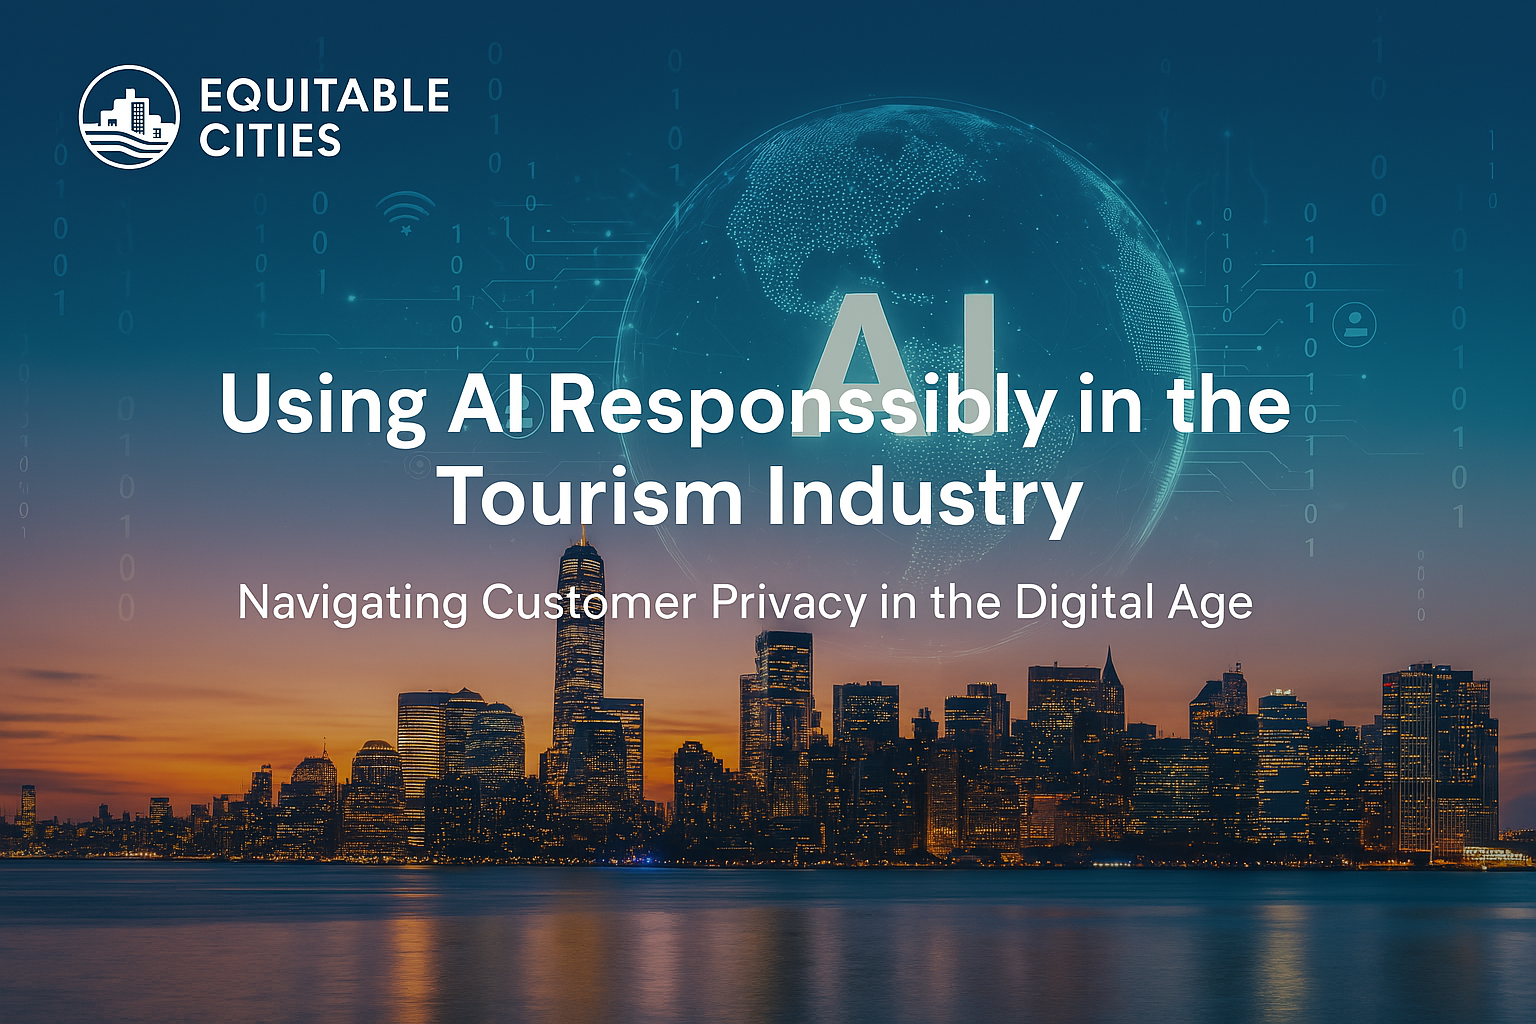 EQUITABLE
CITIES
AI
Using AI Responssibly in the
Tourism Industry
Navigating Customer Privacy in the Digital Age